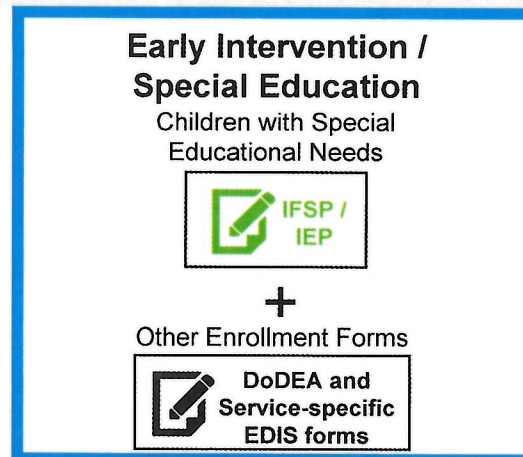 Early Intervention /
Special Education
Children with Special
Educational Needs
IFSP /
IEP
+
Other Enrollment Forms
DoDEA and
Service-specific
EDIS forms